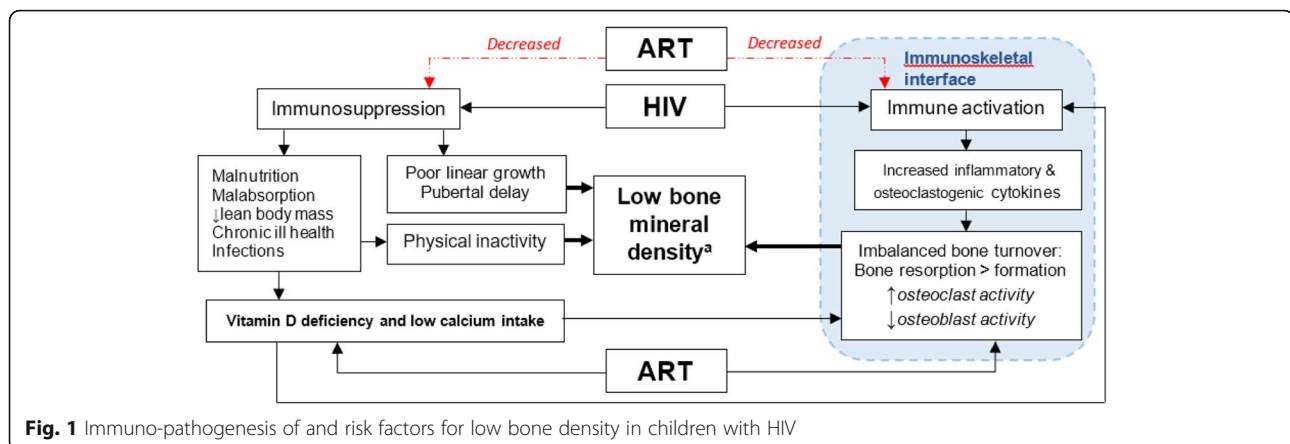 Decreased
ART
Decreased
Immunoskeletal
interface
Immunosuppression
HIV
Immune activation
Malnutrition
Malabsorption
↓lean body mass
Chronic ill health
Infections
Poor linear growth
Pubertal delay
Physical inactivity
Low bone
mineral
densityᵃ
Increased inflammatory &
osteoclastogenic cytokines
Imbalanced bone turnover:
Bone resorption > formation
↑osteoclast activity
↓osteoblast activity
Vitamin D deficiency and low calcium intake
ART
Fig. 1 Immuno-pathogenesis of and risk factors for low bone density in children with HIV